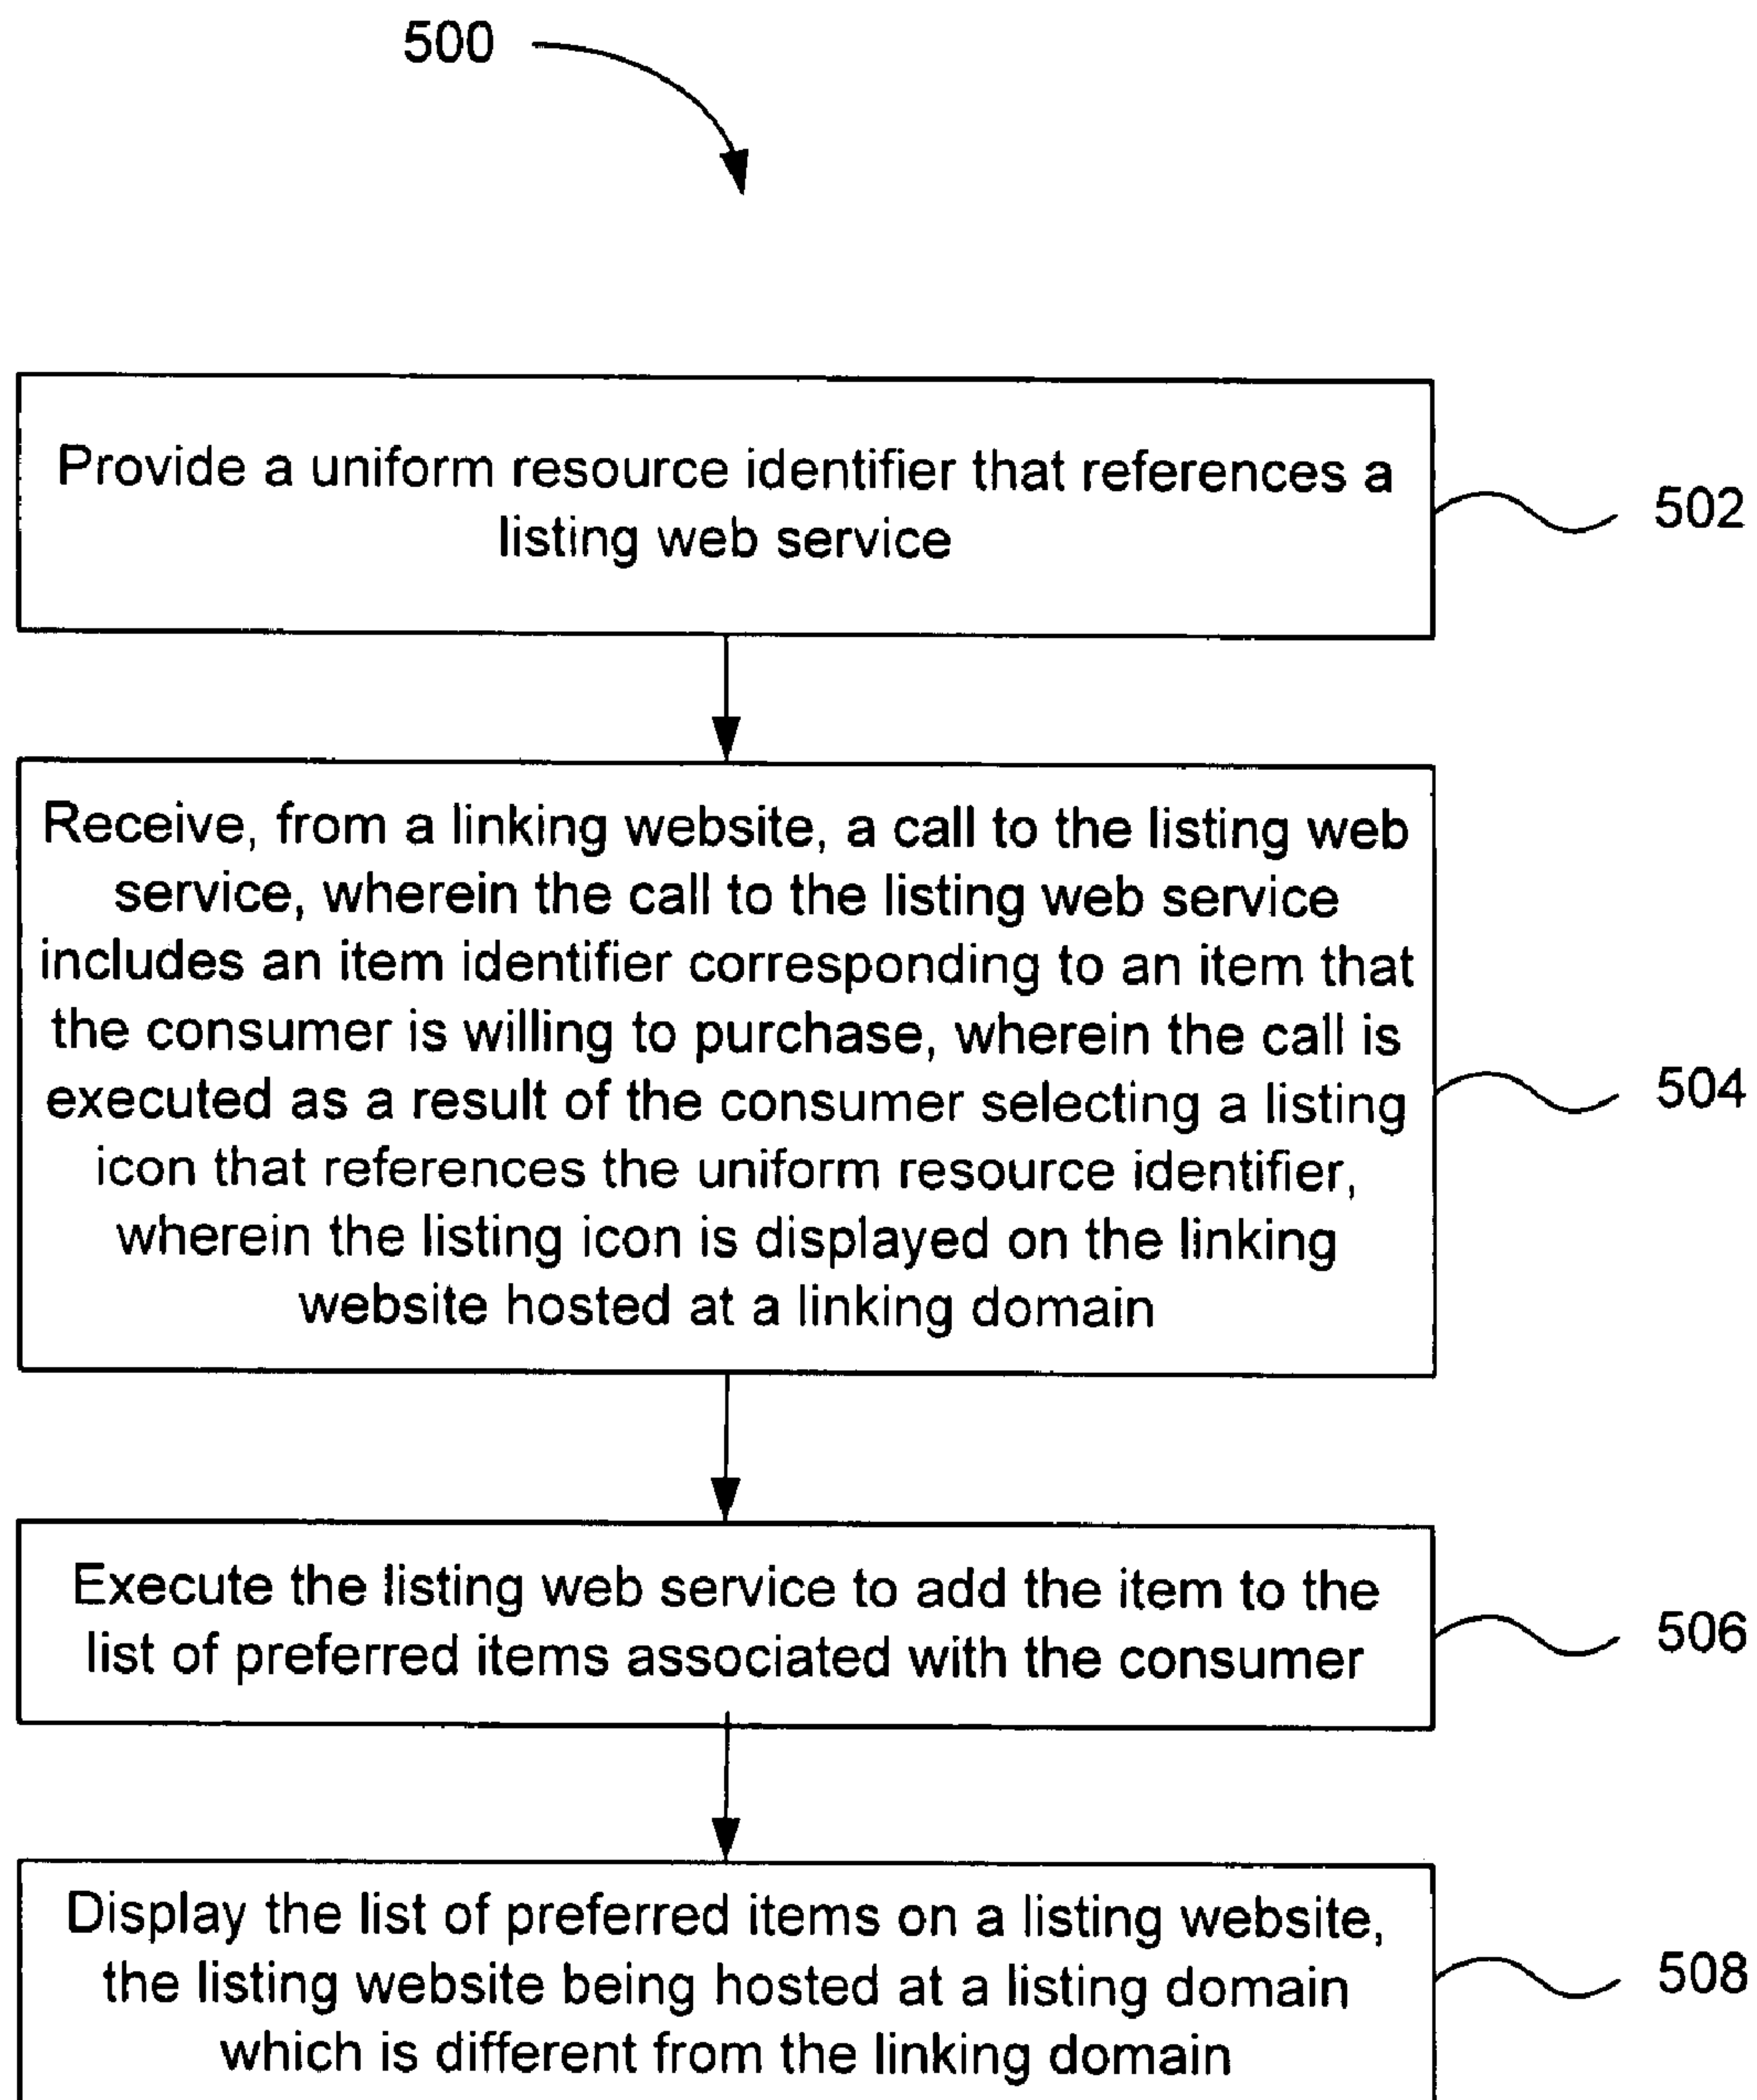 500
Provide a uniform resource identifier that references a
listing web service
502
Receive, from a linking website, a call to the listing web
service, wherein the call to the listing web service
includes an item identifier corresponding to an item that
the consumer is willing to purchase, wherein the call is
executed as a result of the consumer selecting a listing
icon that references the uniform resource identifier,
wherein the listing icon is displayed on the linking
website hosted at a linking domain
504
Execute the listing web service to add the item to the
list of preferred items associated with the consumer
506
Display the list of preferred items on a listing website,
the listing website being hosted at a listing domain
which is different from the linking domain
508